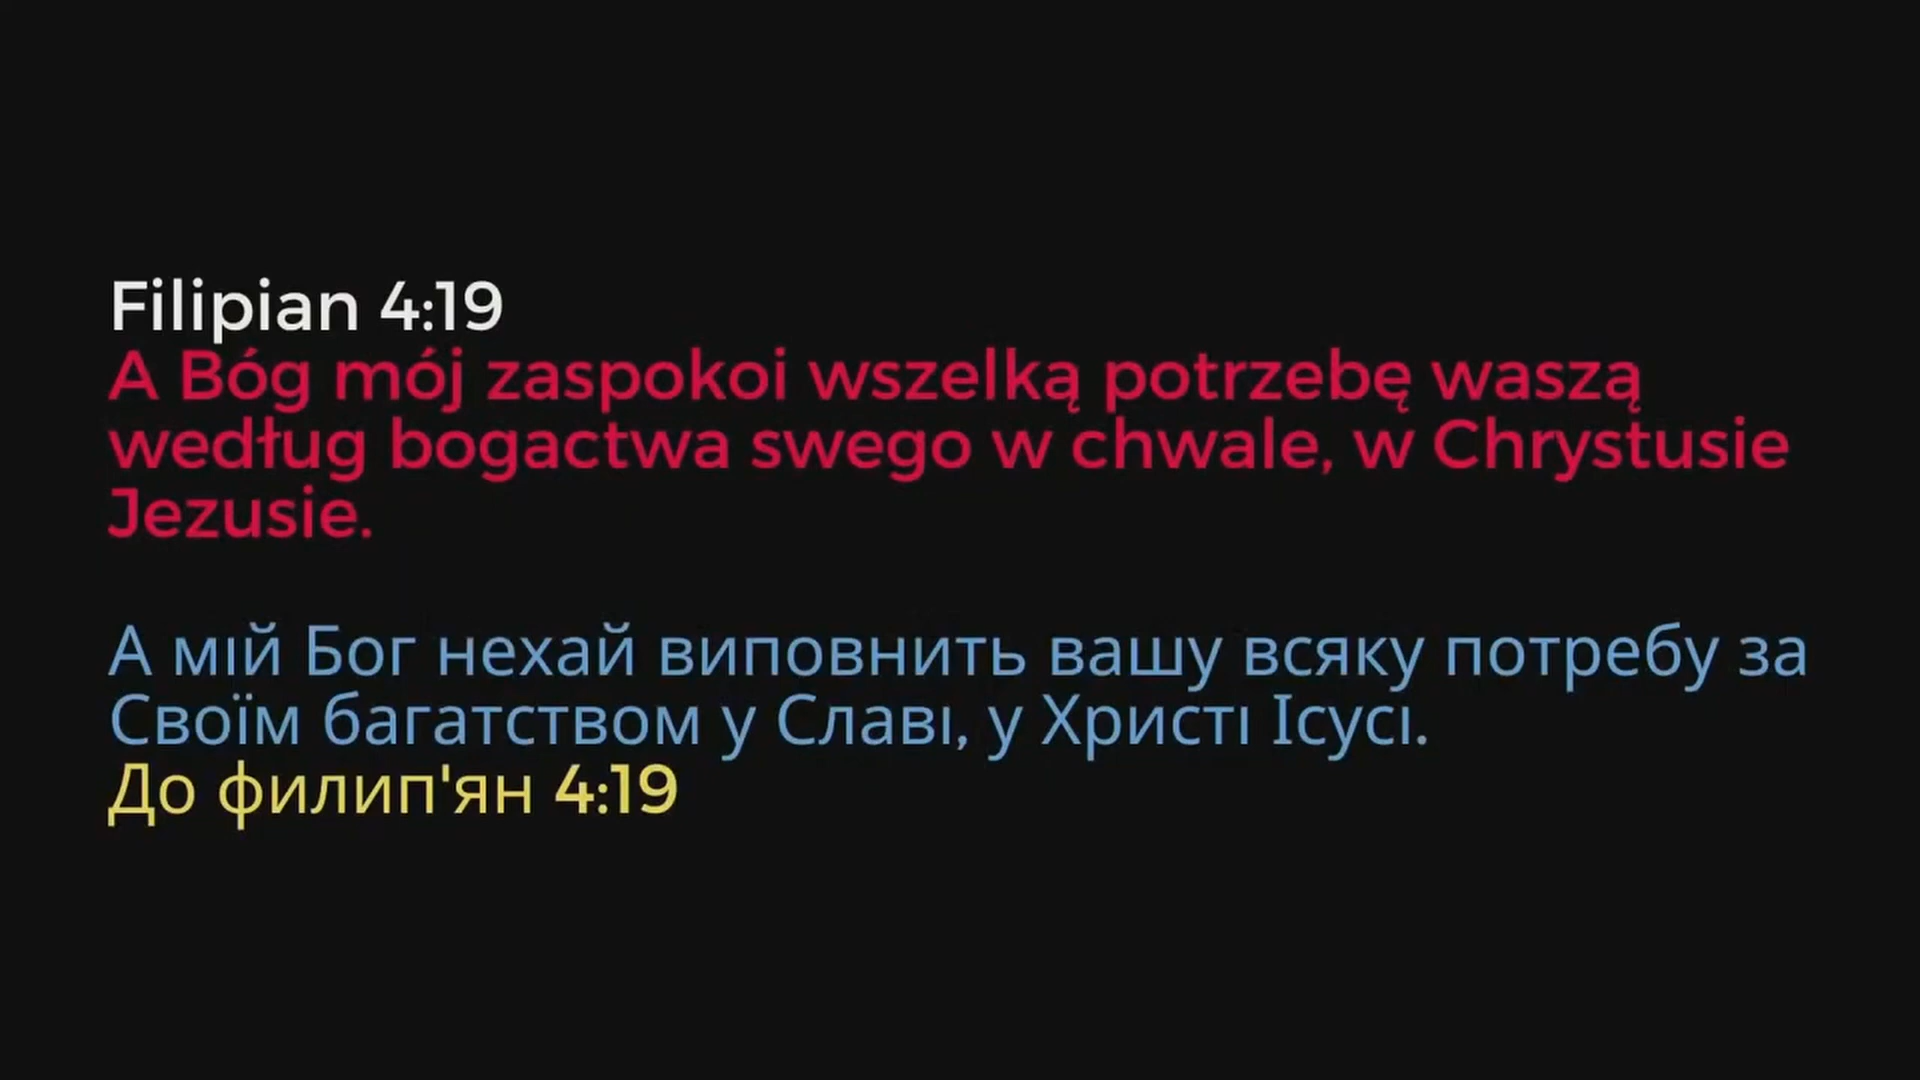 Filipian 4:19
A Bóg mój zaspokoi wszelką potrzebę waszą
według bogactwa swego w chwale, w Chrystusie
Jezusie.
А мій Бог нехай виповнить вашу всяку потребу за
Своїм багатством у Славі, у Христі Ісусі.
До филип'ян 4:19